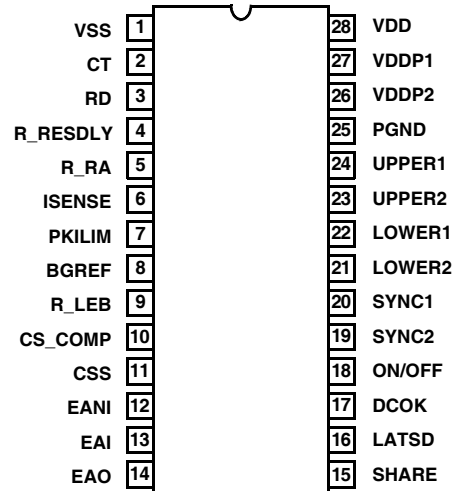 VSS 1 28 VDD
CT 2 27 VDDP1
RD 3 26 VDDP2
R_RESDLY 4 25 PGND
R_RA 5 24 UPPER1
ISENSE 6 23 UPPER2
PKILIM 7 22 LOWER1
BGREF 8 21 LOWER2
R_LEB 9 20 SYNC1
CS_COMP 10 19 SYNC2
CSS 11 18 ON/OFF
EANI 12 17 DCOK
EAI 13 16 LATSD
EAO 14 15 SHARE